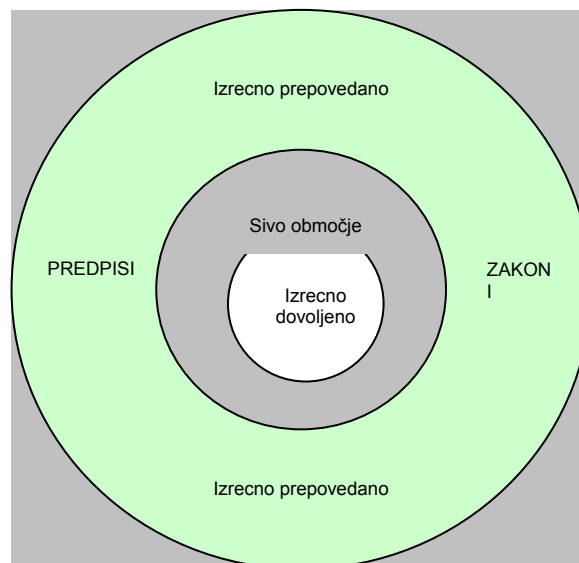 Izrecno prepovedano
Sivo območje
PREDPISI
ZAKON
I
Izrecno
dovoljeno
Izrecno prepovedano